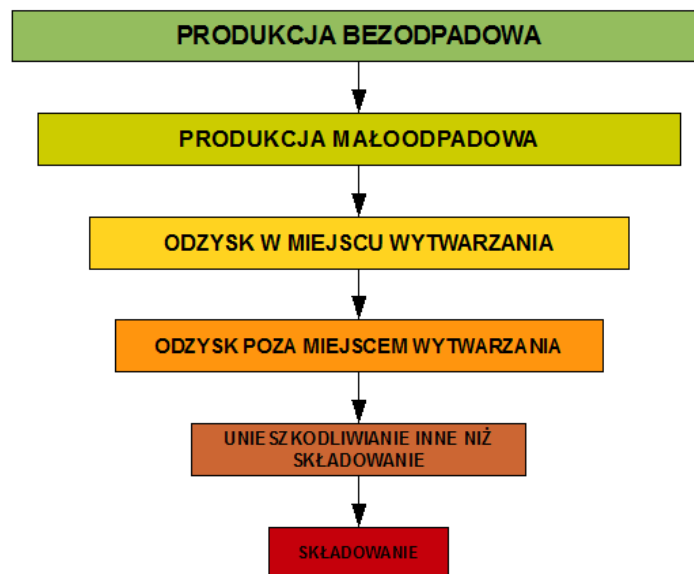 PRODUKCJA BEZODPADOWA
PRODUKCJA MAŁOODPADOWA
ODZYSK W MIEJSCU WYTWARZANIA
ODZYSK POZA MIEJSCEM WYTWARZANIA
UNIESZKODLIWIANIE INNE NIŻ
SKŁADOWANIE
SKŁADOWANIE